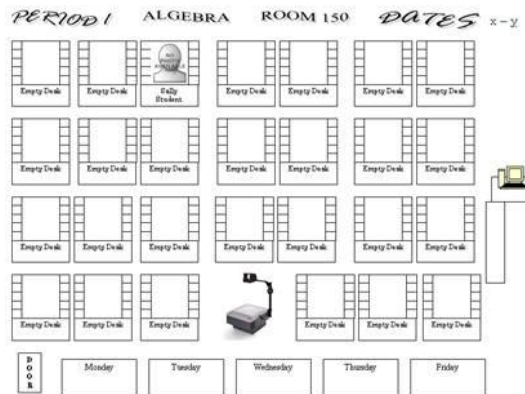 PERIOD 1 ALGEBRA ROOM 150 DATES x-y
Empty Desk Empty Desk Sally Student Empty Desk Empty Desk Empty Desk Empty Desk
Empty Desk Empty Desk Empty Desk Empty Desk Empty Desk Empty Desk Empty Desk
Empty Desk Empty Desk Empty Desk Empty Desk Empty Desk Empty Desk Empty Desk
Empty Desk Empty Desk Empty Desk Empty Desk Empty Desk Empty Desk
DOOR Monday Tuesday Wednesday Thursday Friday